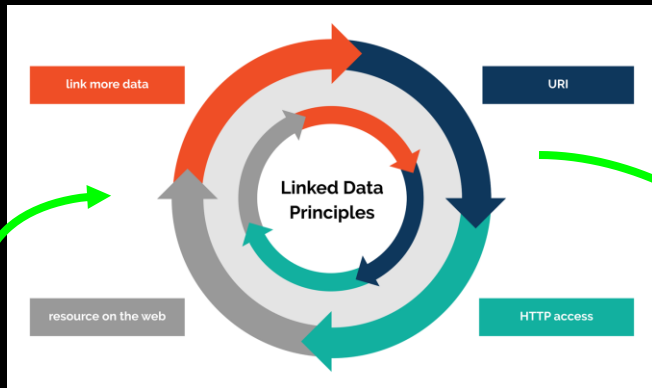 link more data
URI
Linked Data
Principles
resource on the web
HTTP access